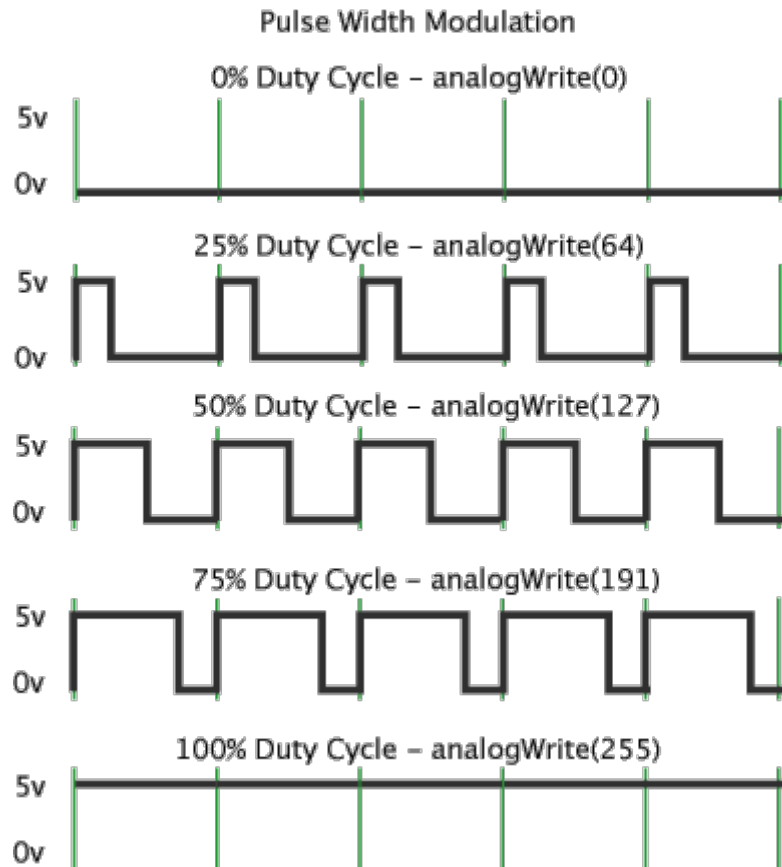 Pulse Width Modulation
0% Duty Cycle – analogWrite(0)
5v
0v
25% Duty Cycle – analogWrite(64)
5v
0v
50% Duty Cycle – analogWrite(127)
5v
0v
75% Duty Cycle – analogWrite(191)
5v
0v
100% Duty Cycle – analogWrite(255)
5v
0v